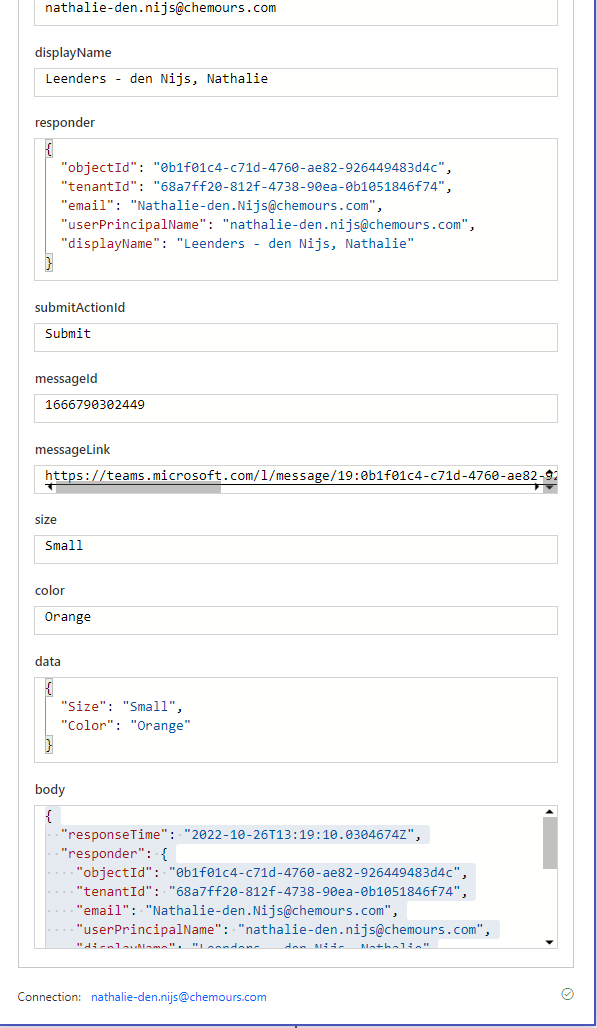 nathalie-den.nijs@chemours.com
displayName
Leenders - den Nijs, Nathalie
responder
{
"objectId": "0b1f01c4-c71d-4760-ae82-926449483d4c",
"tenantId": "68a7ff20-812f-4738-90ea-0b1051846f74",
"email": "Nathalie-den.Nijs@chemours.com",
"userPrincipalName": "nathalie-den.nijs@chemours.com",
"displayName": "Leenders - den Nijs, Nathalie"
}
submitActionId
Submit
messageId
1666790302449
messageLink
https://teams.microsoft.com/l/message/19:0b1f01c4-c71d-4760-ae82-92
size
Small
color
Orange
data
{
"Size": "Small",
"Color": "Orange"
}
body
{
"responseTime": "2022-10-26T13:19:10.0304674Z",
"responder": {
"objectId": "0b1f01c4-c71d-4760-ae82-926449483d4c",
"tenantId": "68a7ff20-812f-4738-90ea-0b1051846f74",
"email": "Nathalie-den.Nijs@chemours.com",
"userPrincipalName": "nathalie-den.nijs@chemours.com",
"displayName": "Leenders - den Nijs, Nathalie"
Connection: nathalie-den.nijs@chemours.com